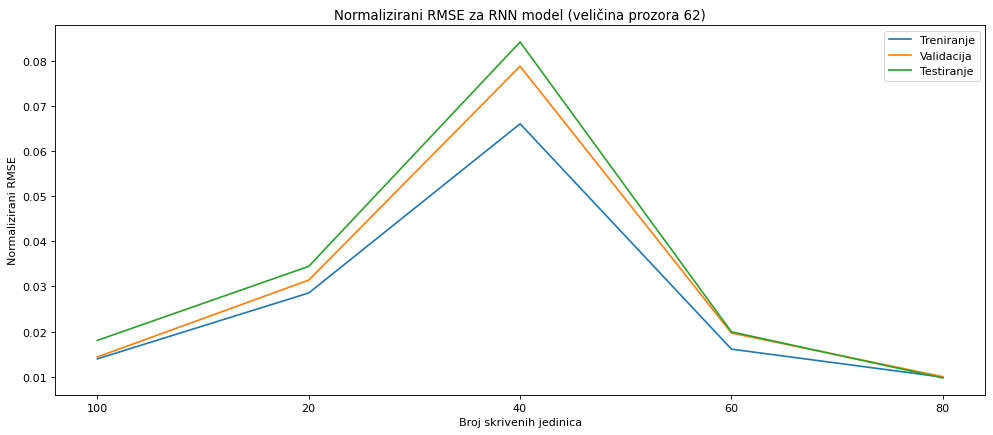 Normalizirani RMSE za RNN model (veličina prozora 62)
Treniranje
Validacija
Testiranje
Normalizirani RMSE
0.08
0.07
0.06
0.05
0.04
0.03
0.02
0.01
100 20 40 60 80
Broj skrivenih jedinica